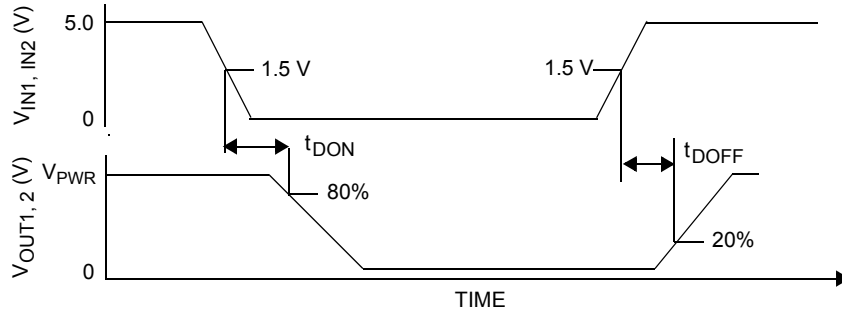 V_IN1, IN2 (V)
5.0
1.5 V
1.5 V
0
t_DON
t_DOFF
V_OUT1, 2 (V)
V_PWR
80%
20%
0
TIME